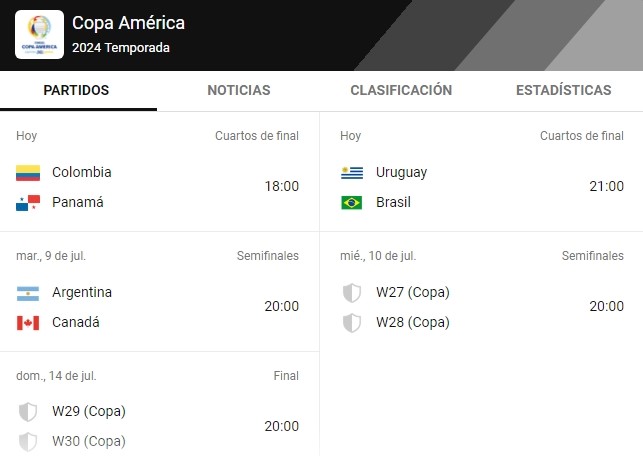 Copa América
2024 Temporada
COPA AMERICA
PARTIDOS
NOTICIAS
CLASIFICACIÓN
ESTADÍSTICAS
Hoy
Cuartos de final
Colombia
Panamá
18:00
Hoy
Cuartos de final
Uruguay
Brasil
21:00
mar., 9 de jul.
Semifinales
Argentina
Canadá
20:00
mié., 10 de jul.
Semifinales
W27 (Copa)
W28 (Copa)
20:00
dom., 14 de jul.
Final
W29 (Copa)
W30 (Copa)
20:00